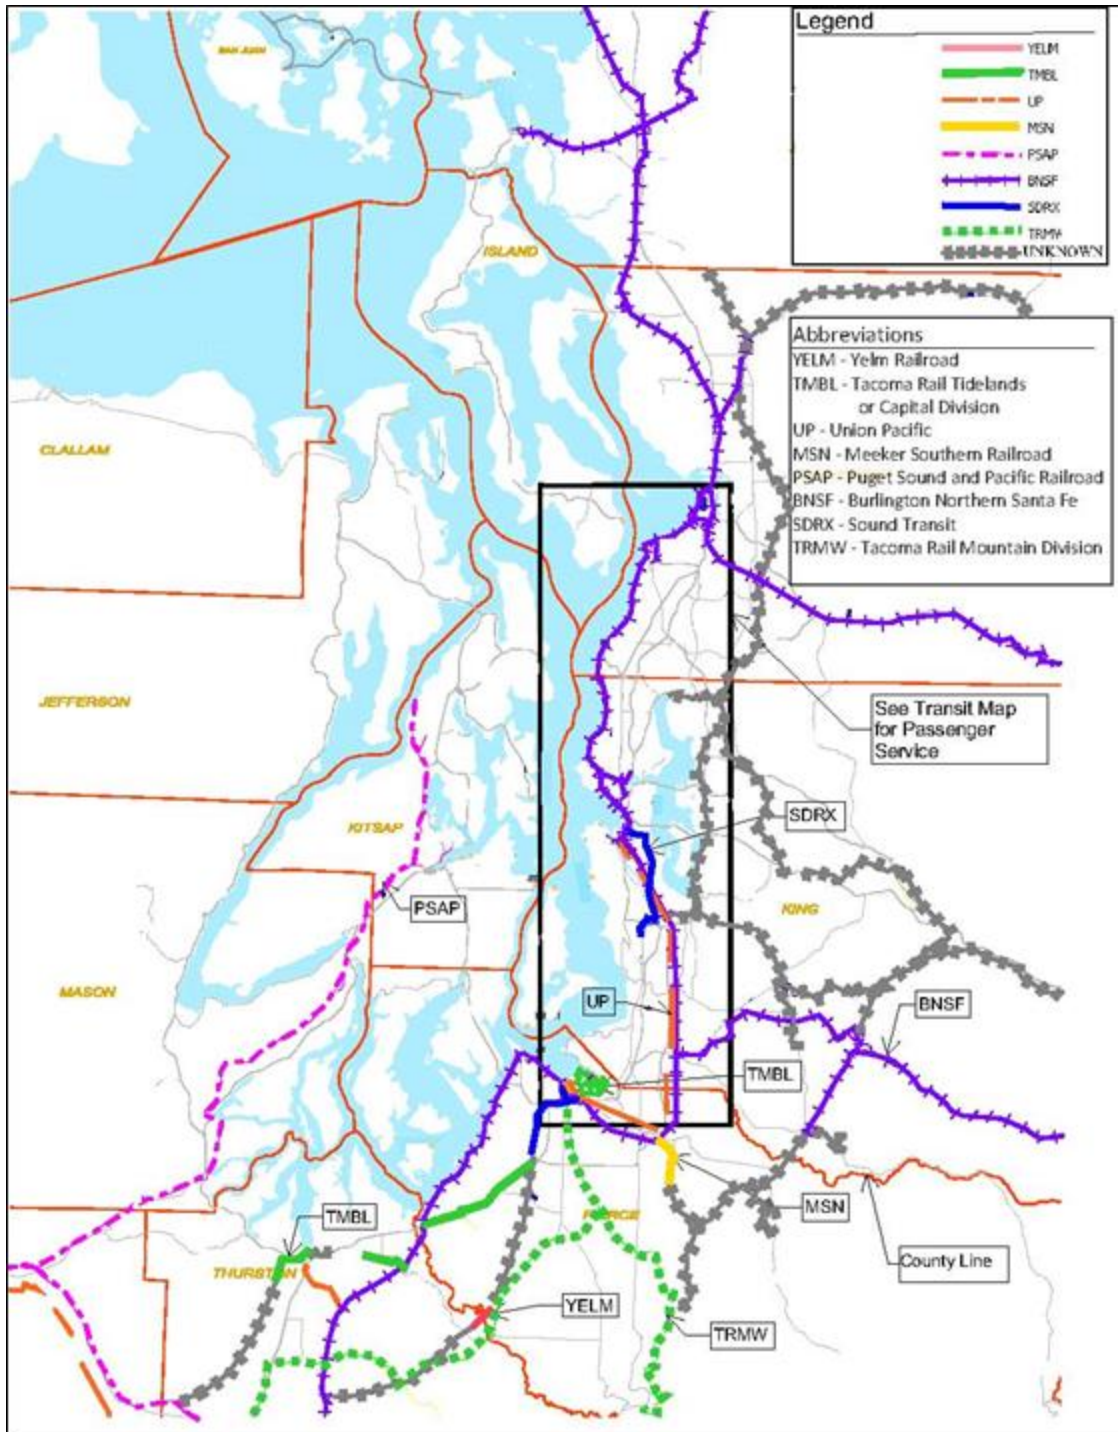 Legend
YELM
TMBL
UP
MSN
PSAP
BNSF
SDRX
TRMW
UNKNOWN
SAN JUAN
ISLAND
Abbreviations
YELM - Yelm Railroad
TMBL - Tacoma Rail Tidelands
or Capital Division
UP - Union Pacific
MSN - Meeker Southern Railroad
PSAP - Puget Sound and Pacific Railroad
BNSF - Burlington Northern Santa Fe
SDRX - Sound Transit
TRMW - Tacoma Rail Mountain Division
CLALLAM
JEFFERSON
See Transit Map
for Passenger
Service
SDRX
KITSAP
PSAP
KING
MASON
UP
BNSF
TMBL
MSN
PIERCE
TMBL
County Line
THURSTON
YELM
TRMW